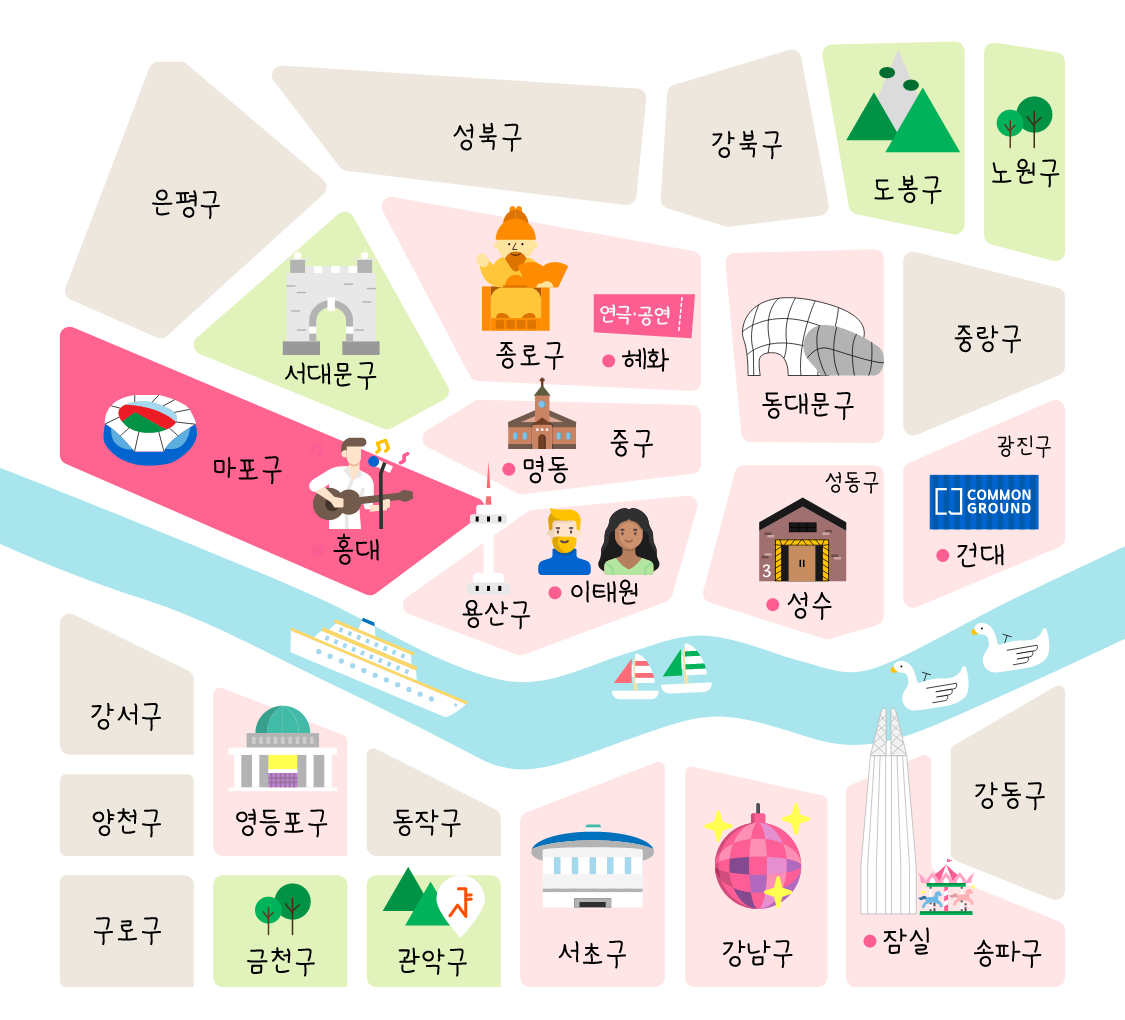 성북구
강북구
도봉구
노원구
은평구
서대문구
종로구
연극·공연
혜화
동대문구
중랑구
마포구
홍대
명동
중구
용산구
이태원
성동구
3
성수
광진구
COMMON
GROUND
건대
강서구
양천구
구로구
영등포구
동작구
금천구
관악구
서초구
강남구
잠실
송파구
강동구